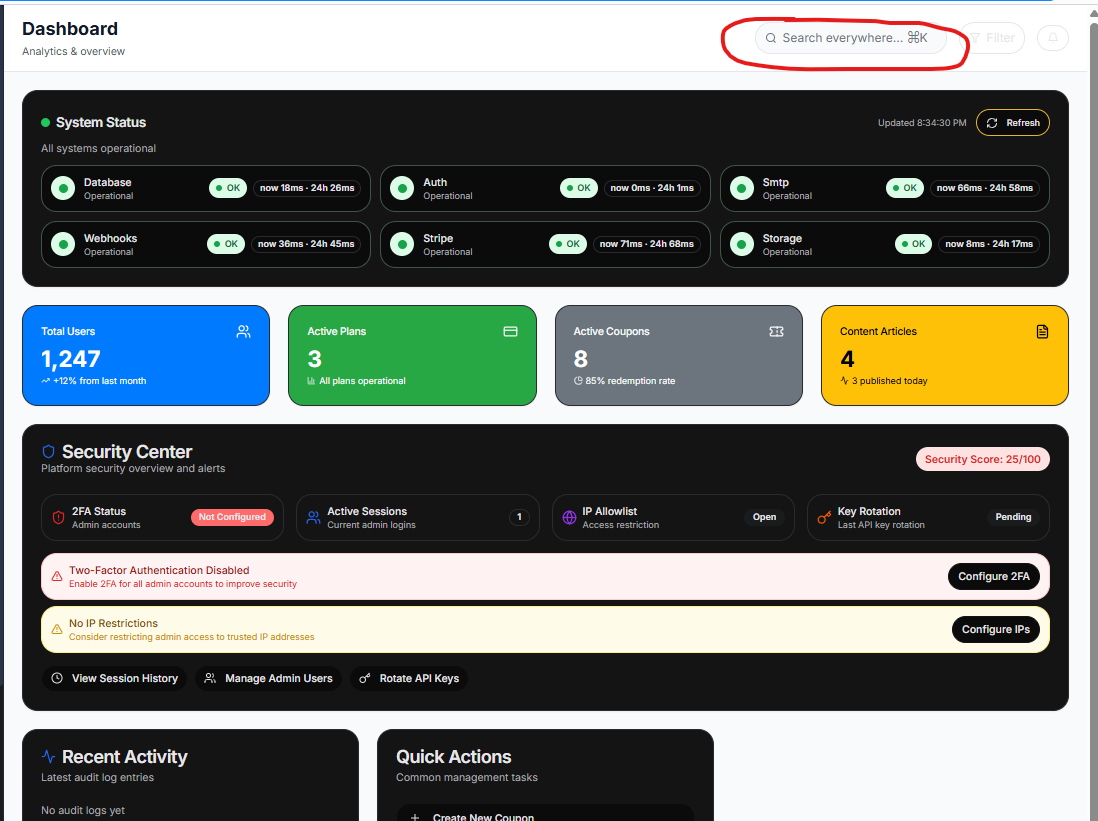 Dashboard
Analytics & overview
Search everywhere... ⌘K
Filter
System Status
Updated 8:34:30 PM
Refresh
All systems operational
Database
Operational
OK
now 18ms · 24h 26ms
Auth
Operational
OK
now 0ms · 24h 1ms
Smtp
Operational
OK
now 66ms · 24h 58ms
Webhooks
Operational
OK
now 36ms · 24h 45ms
Stripe
Operational
OK
now 71ms · 24h 68ms
Storage
Operational
OK
now 8ms · 24h 17ms
Total Users
1,247
+12% from last month
Active Plans
3
All plans operational
Active Coupons
8
85% redemption rate
Content Articles
4
3 published today
Security Center
Platform security overview and alerts
Security Score: 25/100
2FA Status
Admin accounts
Not Configured
Active Sessions
Current admin logins
1
IP Allowlist
Access restriction
Open
Key Rotation
Last API key rotation
Pending
Two-Factor Authentication Disabled
Enable 2FA for all admin accounts to improve security
Configure 2FA
No IP Restrictions
Consider restricting admin access to trusted IP addresses
Configure IPs
View Session History
Manage Admin Users
Rotate API Keys
Recent Activity
Latest audit log entries
No audit logs yet
Quick Actions
Common management tasks
Create New Coupon